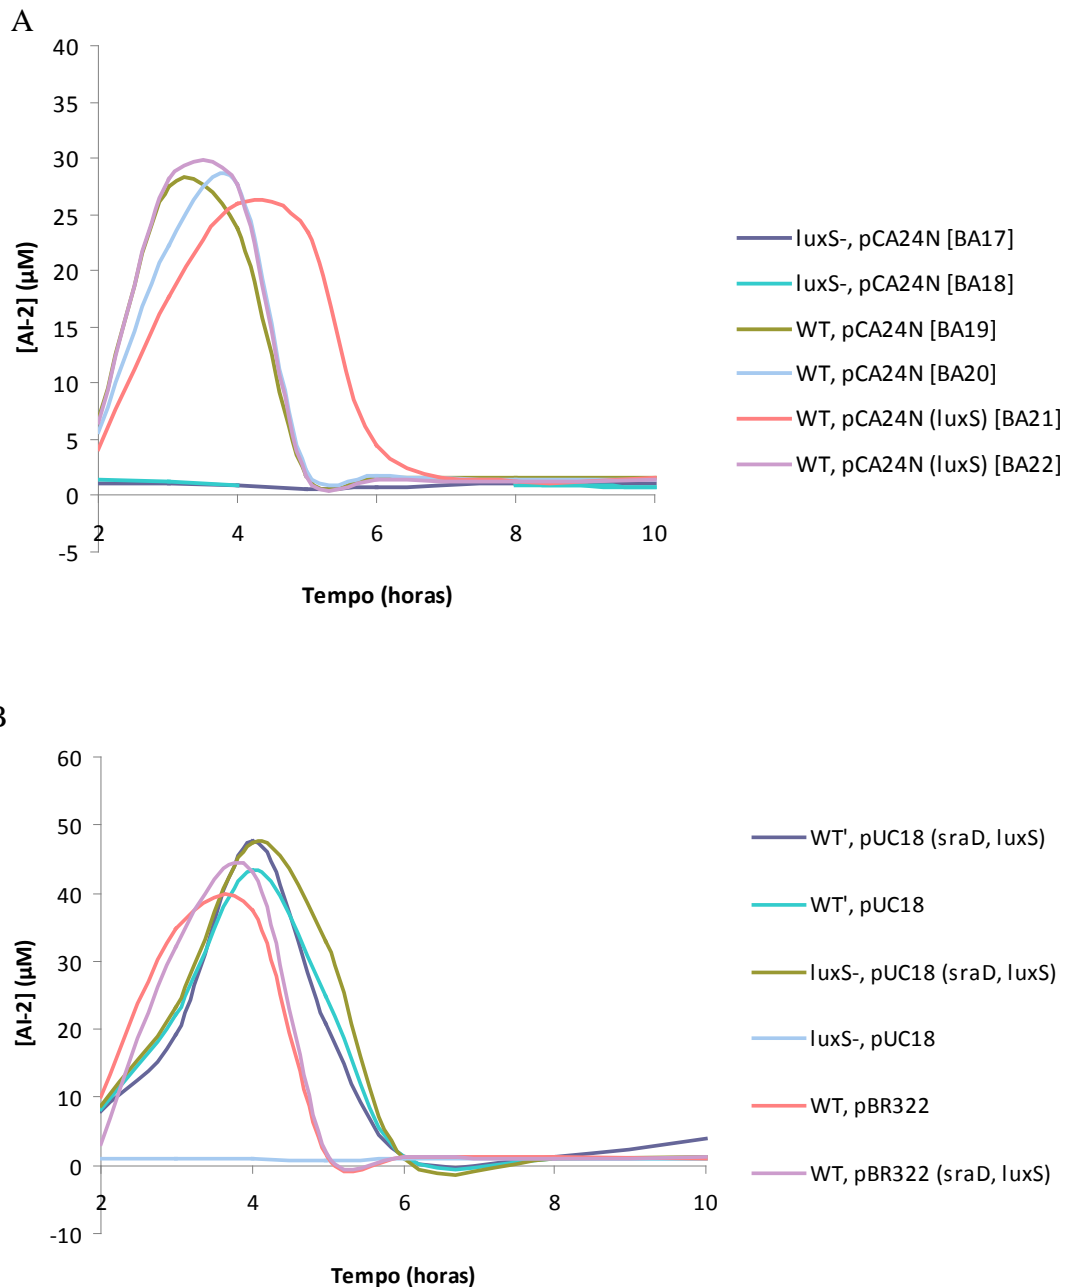 A
40
35
30
25
20
15
10
5
0
-5
[AI-2] (µM)
2 4 6 8 10
Tempo (horas)
luxS-, pCA24N [BA17]
luxS-, pCA24N [BA18]
WT, pCA24N [BA19]
WT, pCA24N [BA20]
WT, pCA24N (luxS) [BA21]
WT, pCA24N (luxS) [BA22]
B
60
50
40
30
20
10
0
-10
[AI-2] (µM)
2 4 6 8 10
Tempo (horas)
WT', pUC18 (sraD, luxS)
WT', pUC18
luxS-, pUC18 (sraD, luxS)
luxS-, pUC18
WT, pBR322
WT, pBR322 (sraD, luxS)